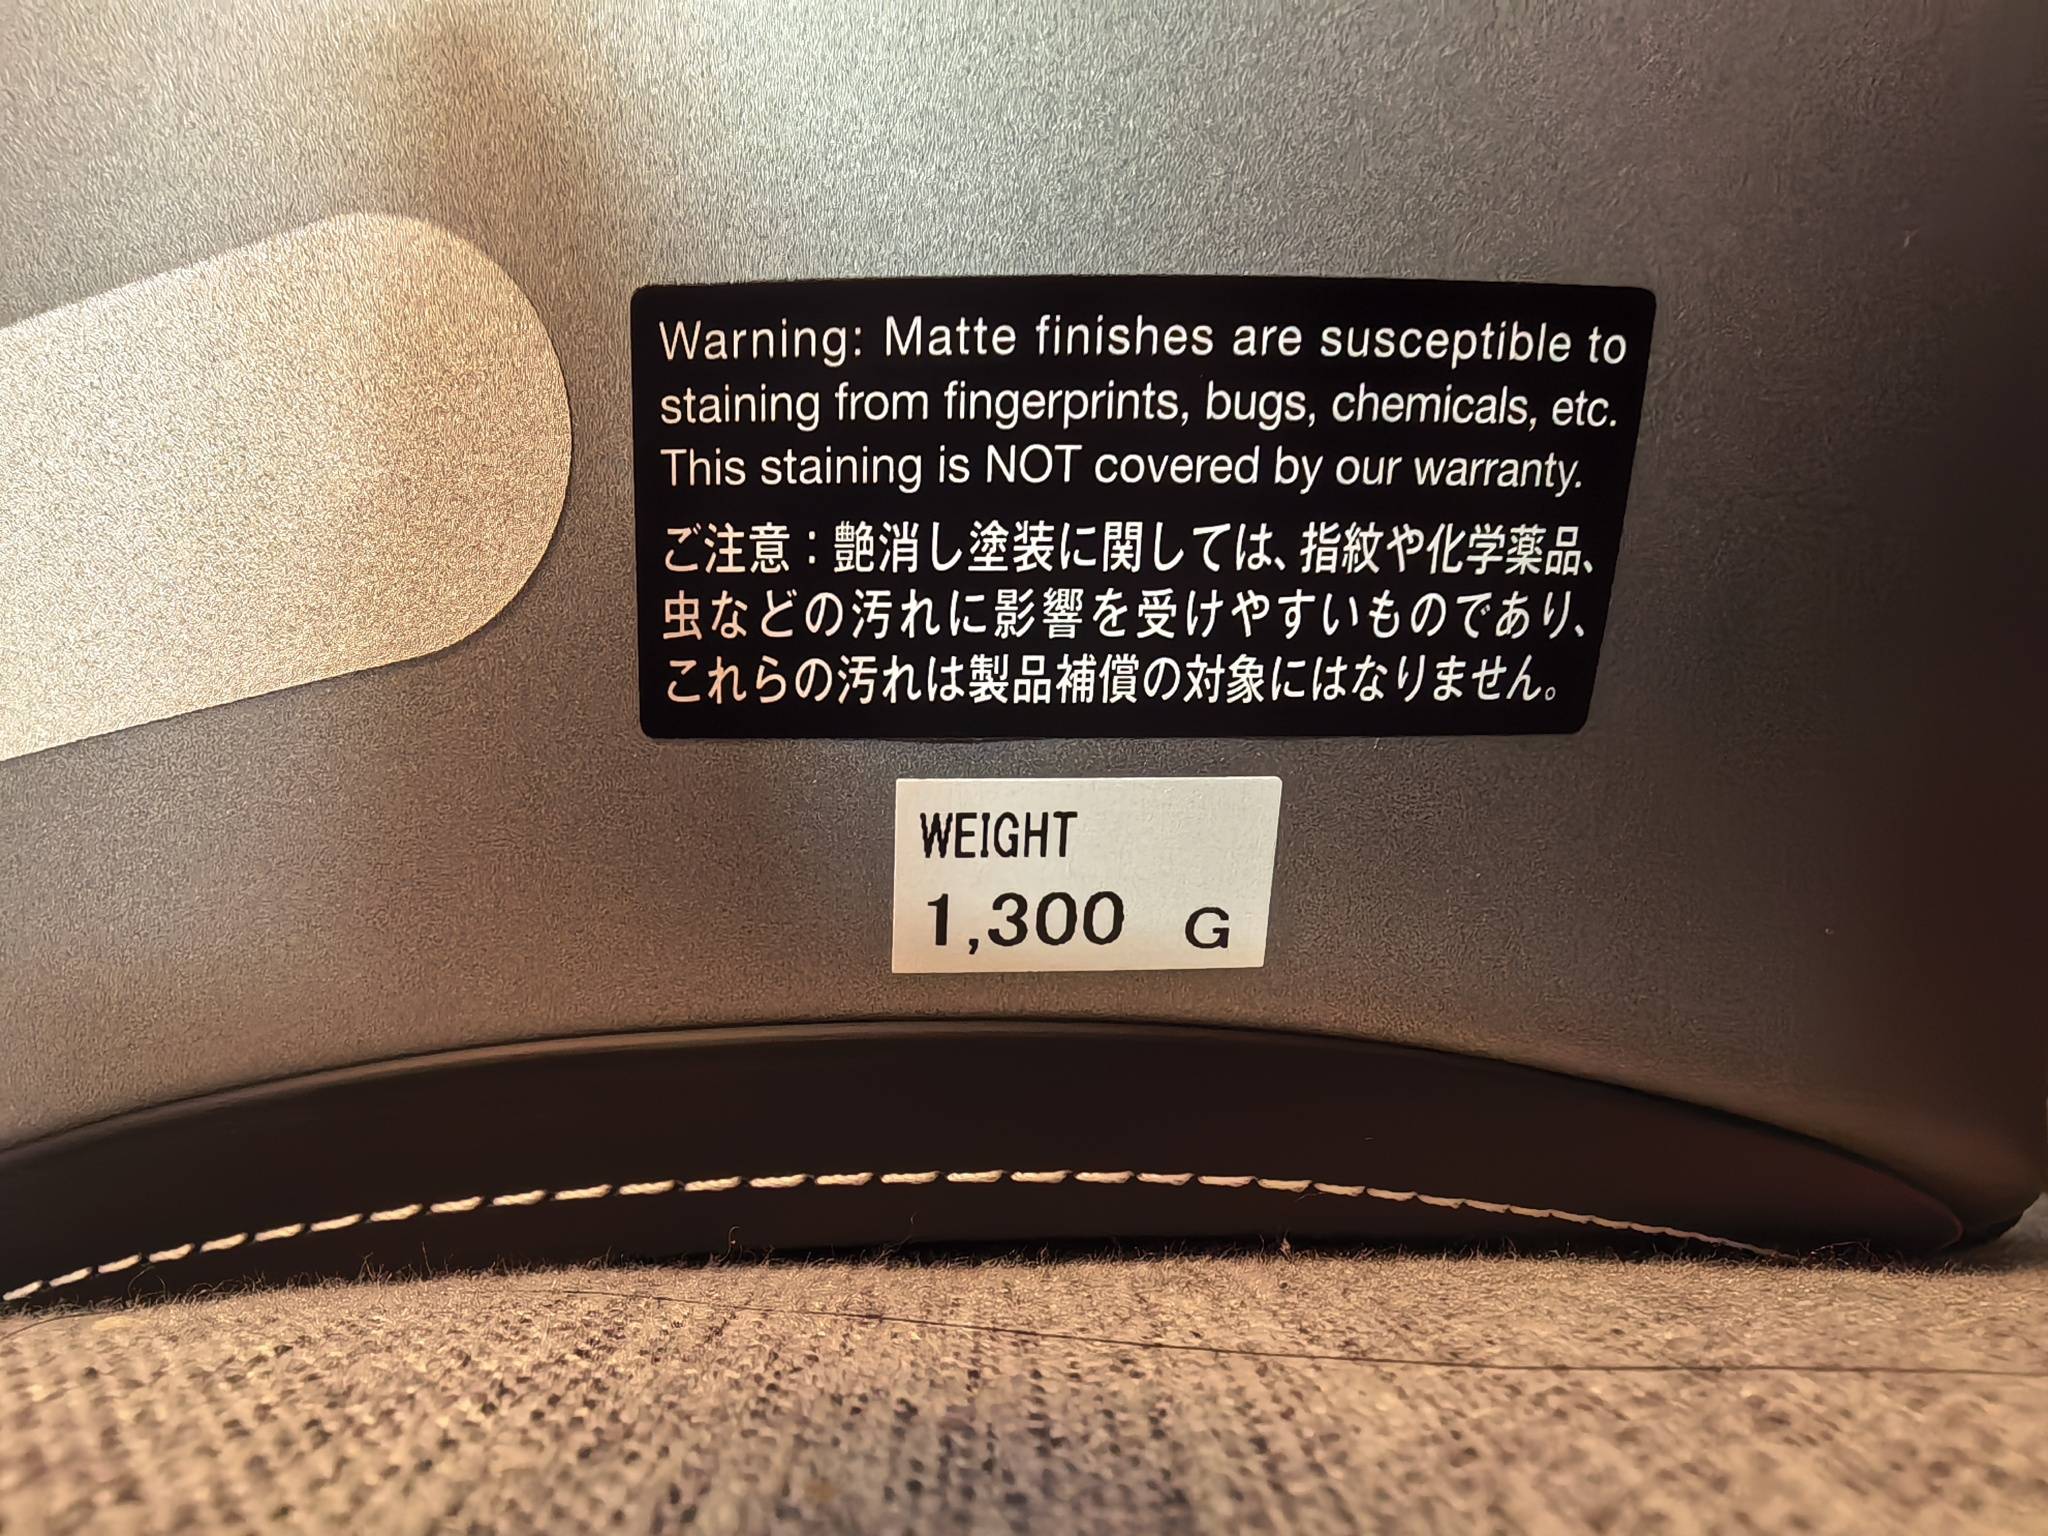 Warning: Matte finishes are susceptible to
staining from fingerprints, bugs, chemicals, etc.
This staining is NOT covered by our warranty.
ご注意：艶消し塗装に関しては、指紋や化学薬品、
虫などの汚れに影響を受けやすいものであり、
これらの汚れは製品補償の対象にはなりません。
WEIGHT
1,300 G